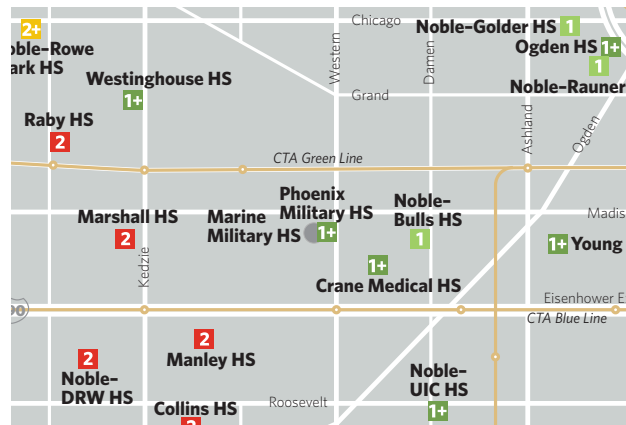 Chicago
Noble–Golder HS 1
Ogden HS 1+
1
Noble–Rauner
2+
oble–Rowe
ark HS
Westinghouse HS
1+
Western
Damen
Grand
Ashland
Ogden
Raby HS
2
CTA Green Line
Phoenix
Military HS
1+
Marine
Military HS
Noble–
Bulls HS
1
Madis
Marshall HS
2
Kedzie
1+ Young
1+
Crane Medical HS
Eisenhower E
CTA Blue Line
90
2
Manley HS
2
Noble–
DRW HS
Noble–
UIC HS
1+
Collins HS
2
Roosevelt